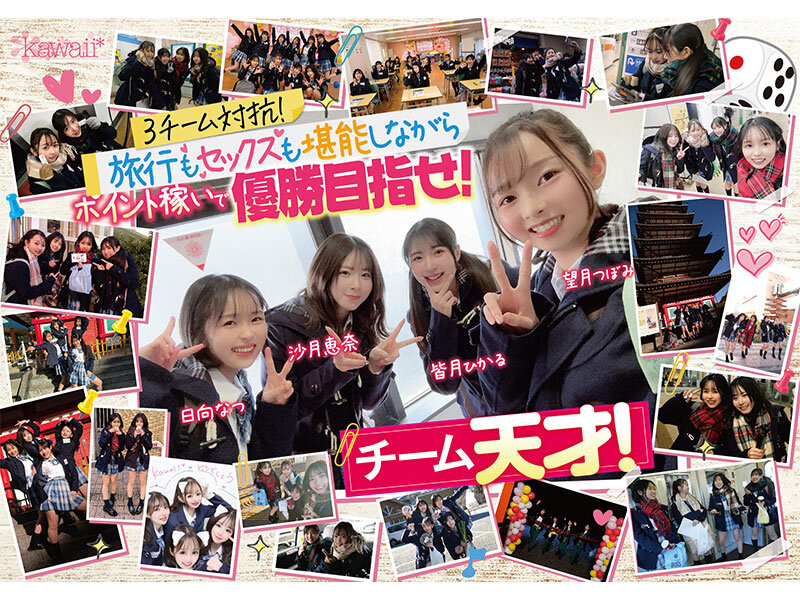 kawaii*
3チーム対抗!
旅行もセックスも堪能しながら
ポイント稼いで優勝目指せ!
望月つぼみ
沙月恵奈
皆月ひかる
日向なつ
チーム天才!